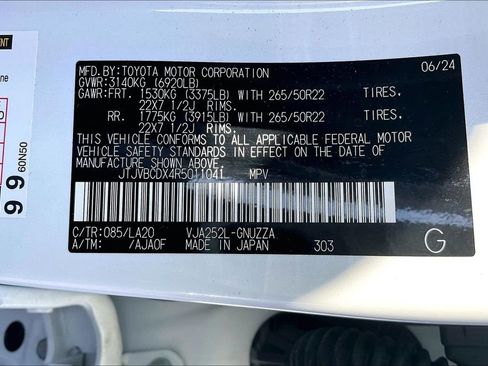 MFD.BY:TOYOTA MOTOR CORPORATION 06/24
GVWR:3140KG (6920LB)
GAWR:FRT. 1530KG (3375LB) WITH 265/50R22 TIRES,
22X7 1/2J RIMS.
RR. 1775KG (3915LB) WITH 265/50R22 TIRES,
22X7 1/2J RIMS.
THIS VEHICLE CONFORMS TO ALL APPLICABLE FEDERAL MOTOR
VEHICLE SAFETY STANDARDS IN EFFECT ON THE DATE OF
MANUFACTURE SHOWN ABOVE.
JTJVBCDX4R5011041 MPV
C/TR:085/LA20 VJA252L-GNUZZA
A/TM: /AJA0F MADE IN JAPAN 303
G
99
60N50